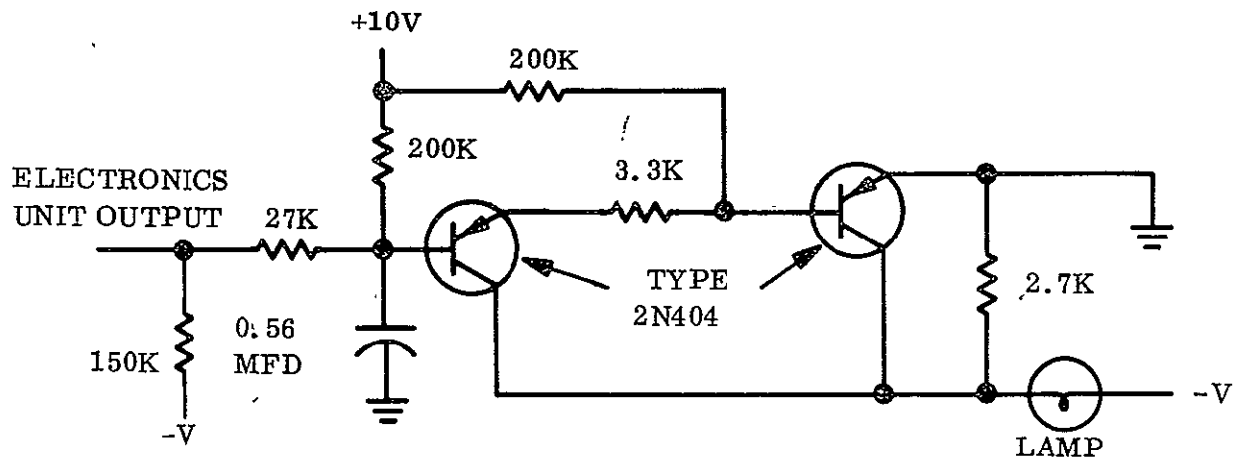 +10V
200K
200K
3.3K
ELECTRONICS
UNIT OUTPUT
27K
TYPE
2N404
2.7K
150K
0.56
MFD
-V
-V
LAMP